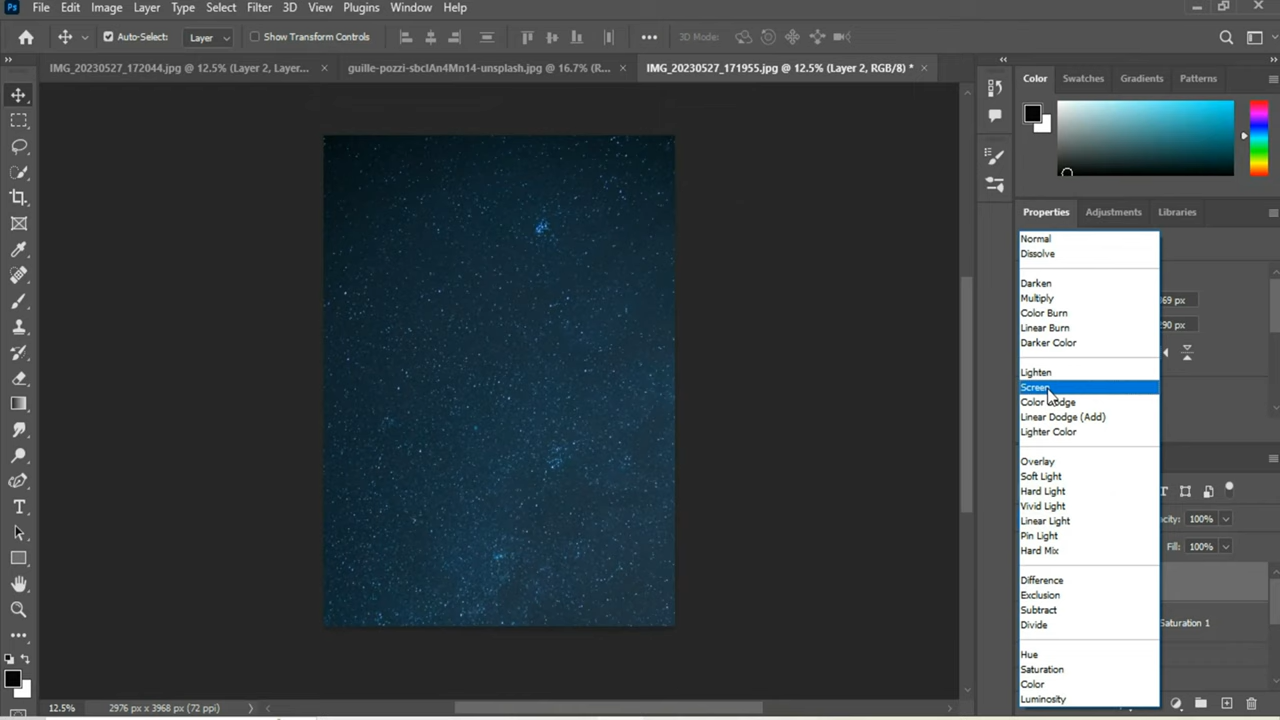 Ps File Edit Image Layer Type Select Filter 3D View Plugins Window Help
Auto-Select: Layer Show Transform Controls 3D Mode:
IMG_20230527_172044.jpg @ 12.5% (Layer 2, Layer... × guille-pozzi-sbcIAn4Mn14-unsplash.jpg @ 16.7% (R... × IMG_20230527_171955.jpg @ 12.5% (Layer 2, RGB/8) * ×
Color Swatches Gradients Patterns
Properties Adjustments Libraries
Normal
Dissolve
Darken
Multiply
Color Burn
Linear Burn
Darker Color
Lighten
Screen
Color Dodge
Linear Dodge (Add)
Lighter Color
Overlay
Soft Light
Hard Light
Vivid Light
Linear Light
Pin Light
Hard Mix
Difference
Exclusion
Subtract
Divide
Hue
Saturation
Color
Luminosity
69 px
90 px
acity: 100%
Fill: 100%
Saturation 1
12.5% 2976 px x 3968 px (72 ppi)